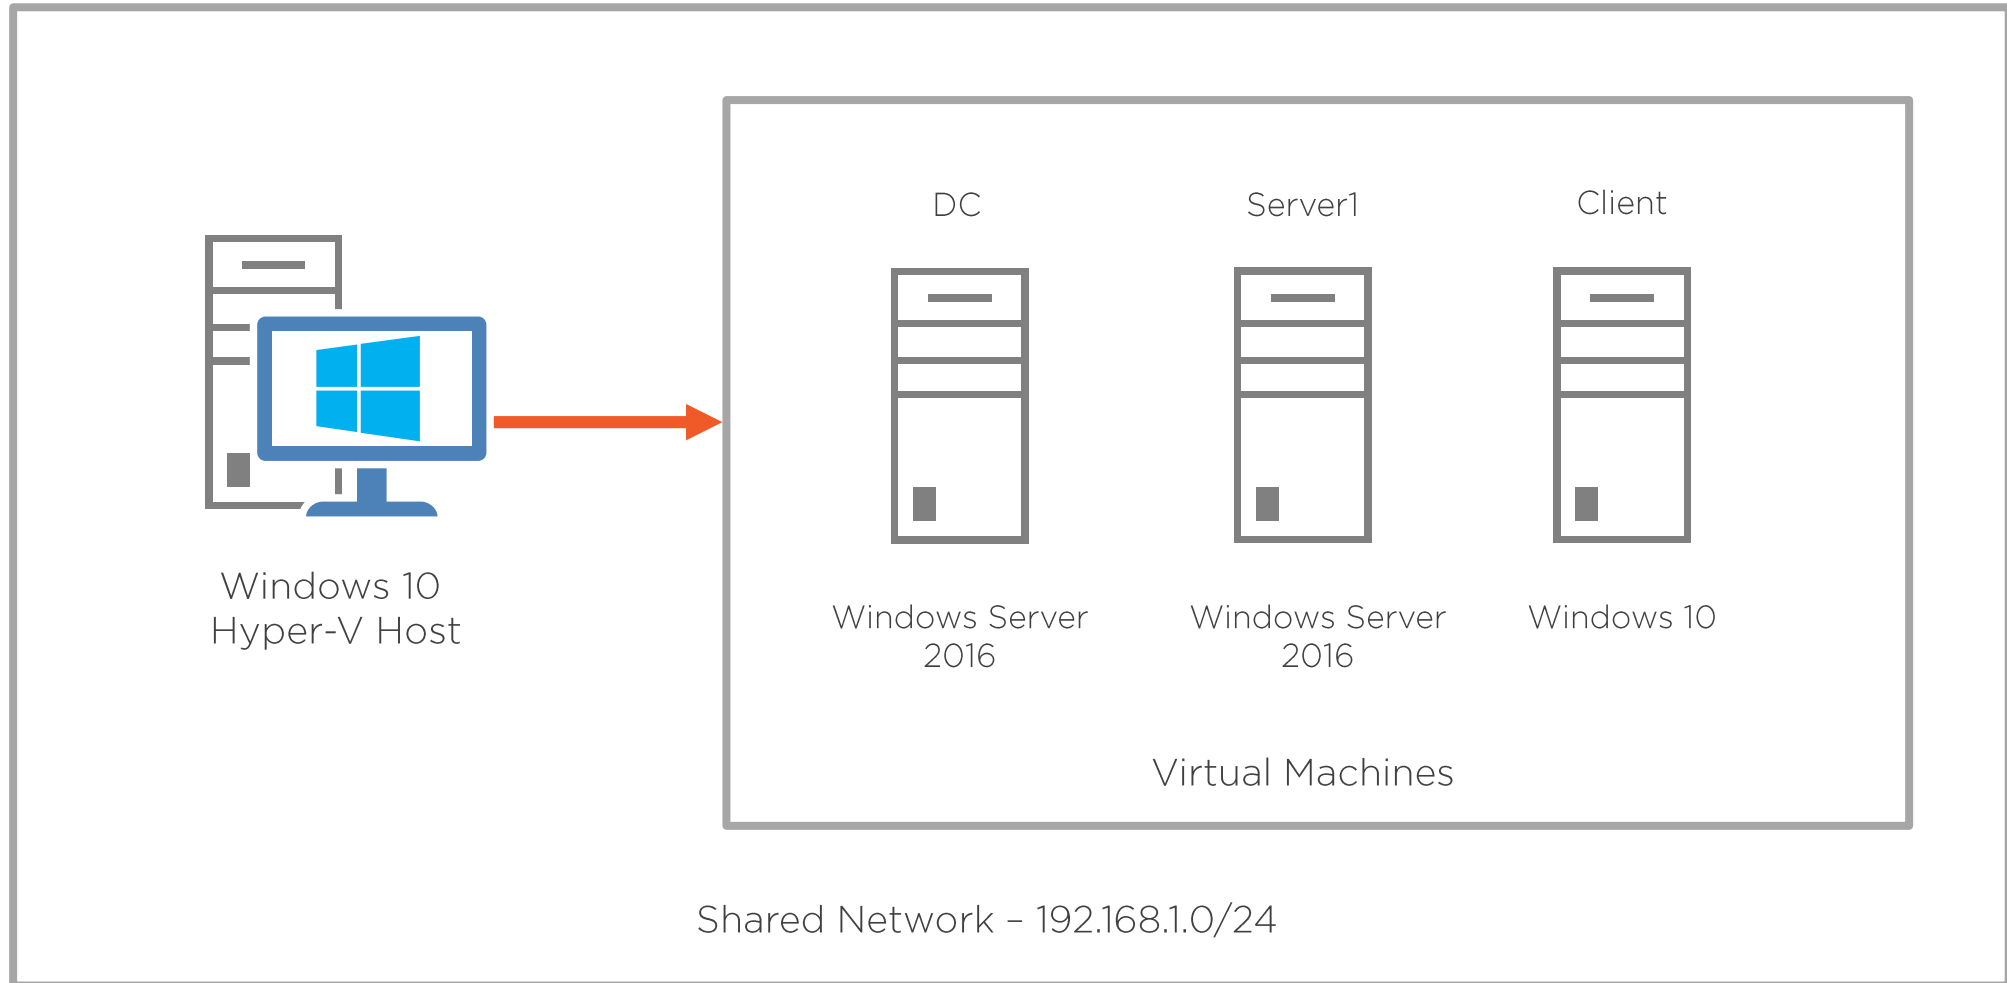 DC
Server1
Client
Windows 10
Hyper-V Host
Windows Server
2016
Windows Server
2016
Windows 10
Virtual Machines
Shared Network – 192.168.1.0/24